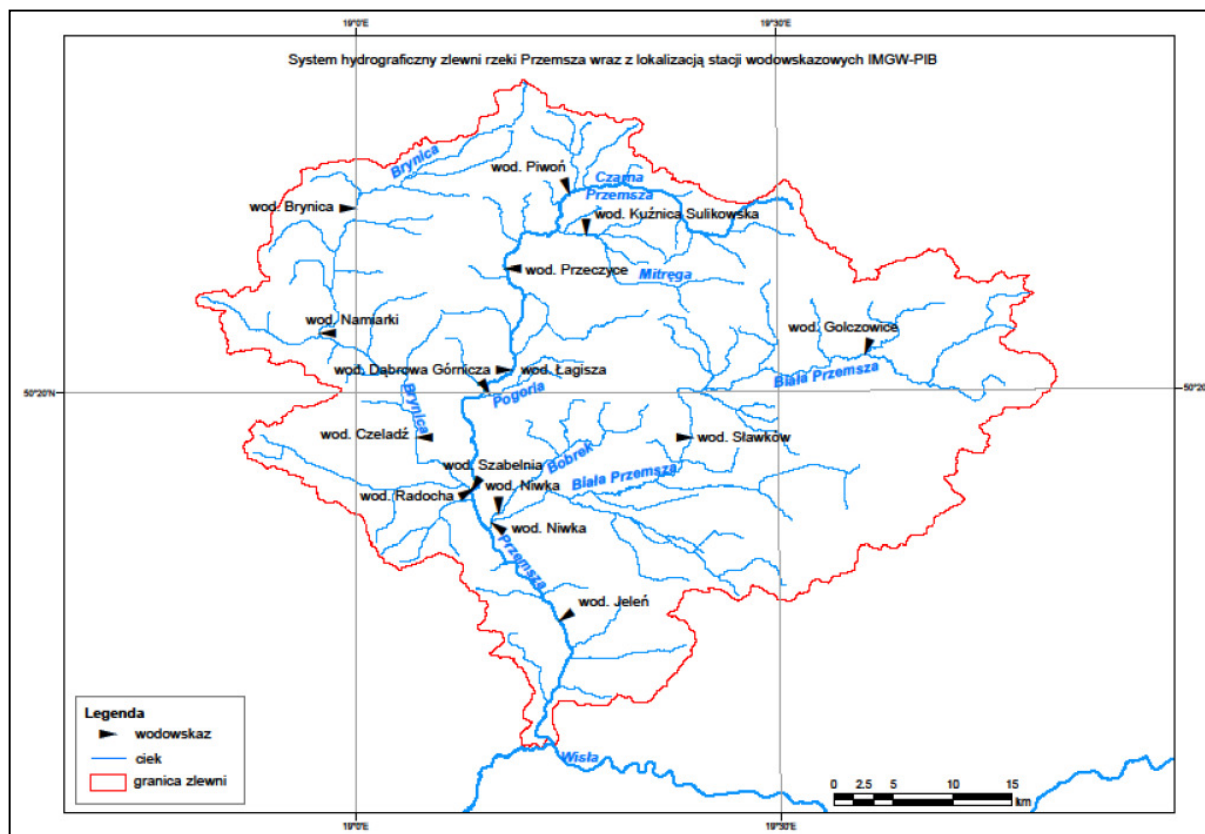 19°0'E
19°30'E
System hydrograficzny zlewni rzeki Przemsza wraz z lokalizacją stacji wodowskazowych IMGW-PIB
Brynica
wod. Piwoń
Czarna
Przemsza
wod. Brynica
wod. Kuźnica Sulikowska
wod. Przeczyce
Mitręga
wod. Namiarki
wod. Golczowice
wod. Dąbrowa Górnicza
wod. Łagisza
Biała Przemsza
50°20'N
50°20'N
Pogoria
Brynica
wod. Czeladź
wod. Sławków
Bobrek
wod. Szabelnia
Biała Przemsza
wod. Niwka
wod. Radocha
wod. Niwka
Przemsza
wod. Jeleń
Legenda
wodowskaz
ciek
granica zlewni
Wisła
0 2.5 5 10 15
km
19°0'E
19°30'E